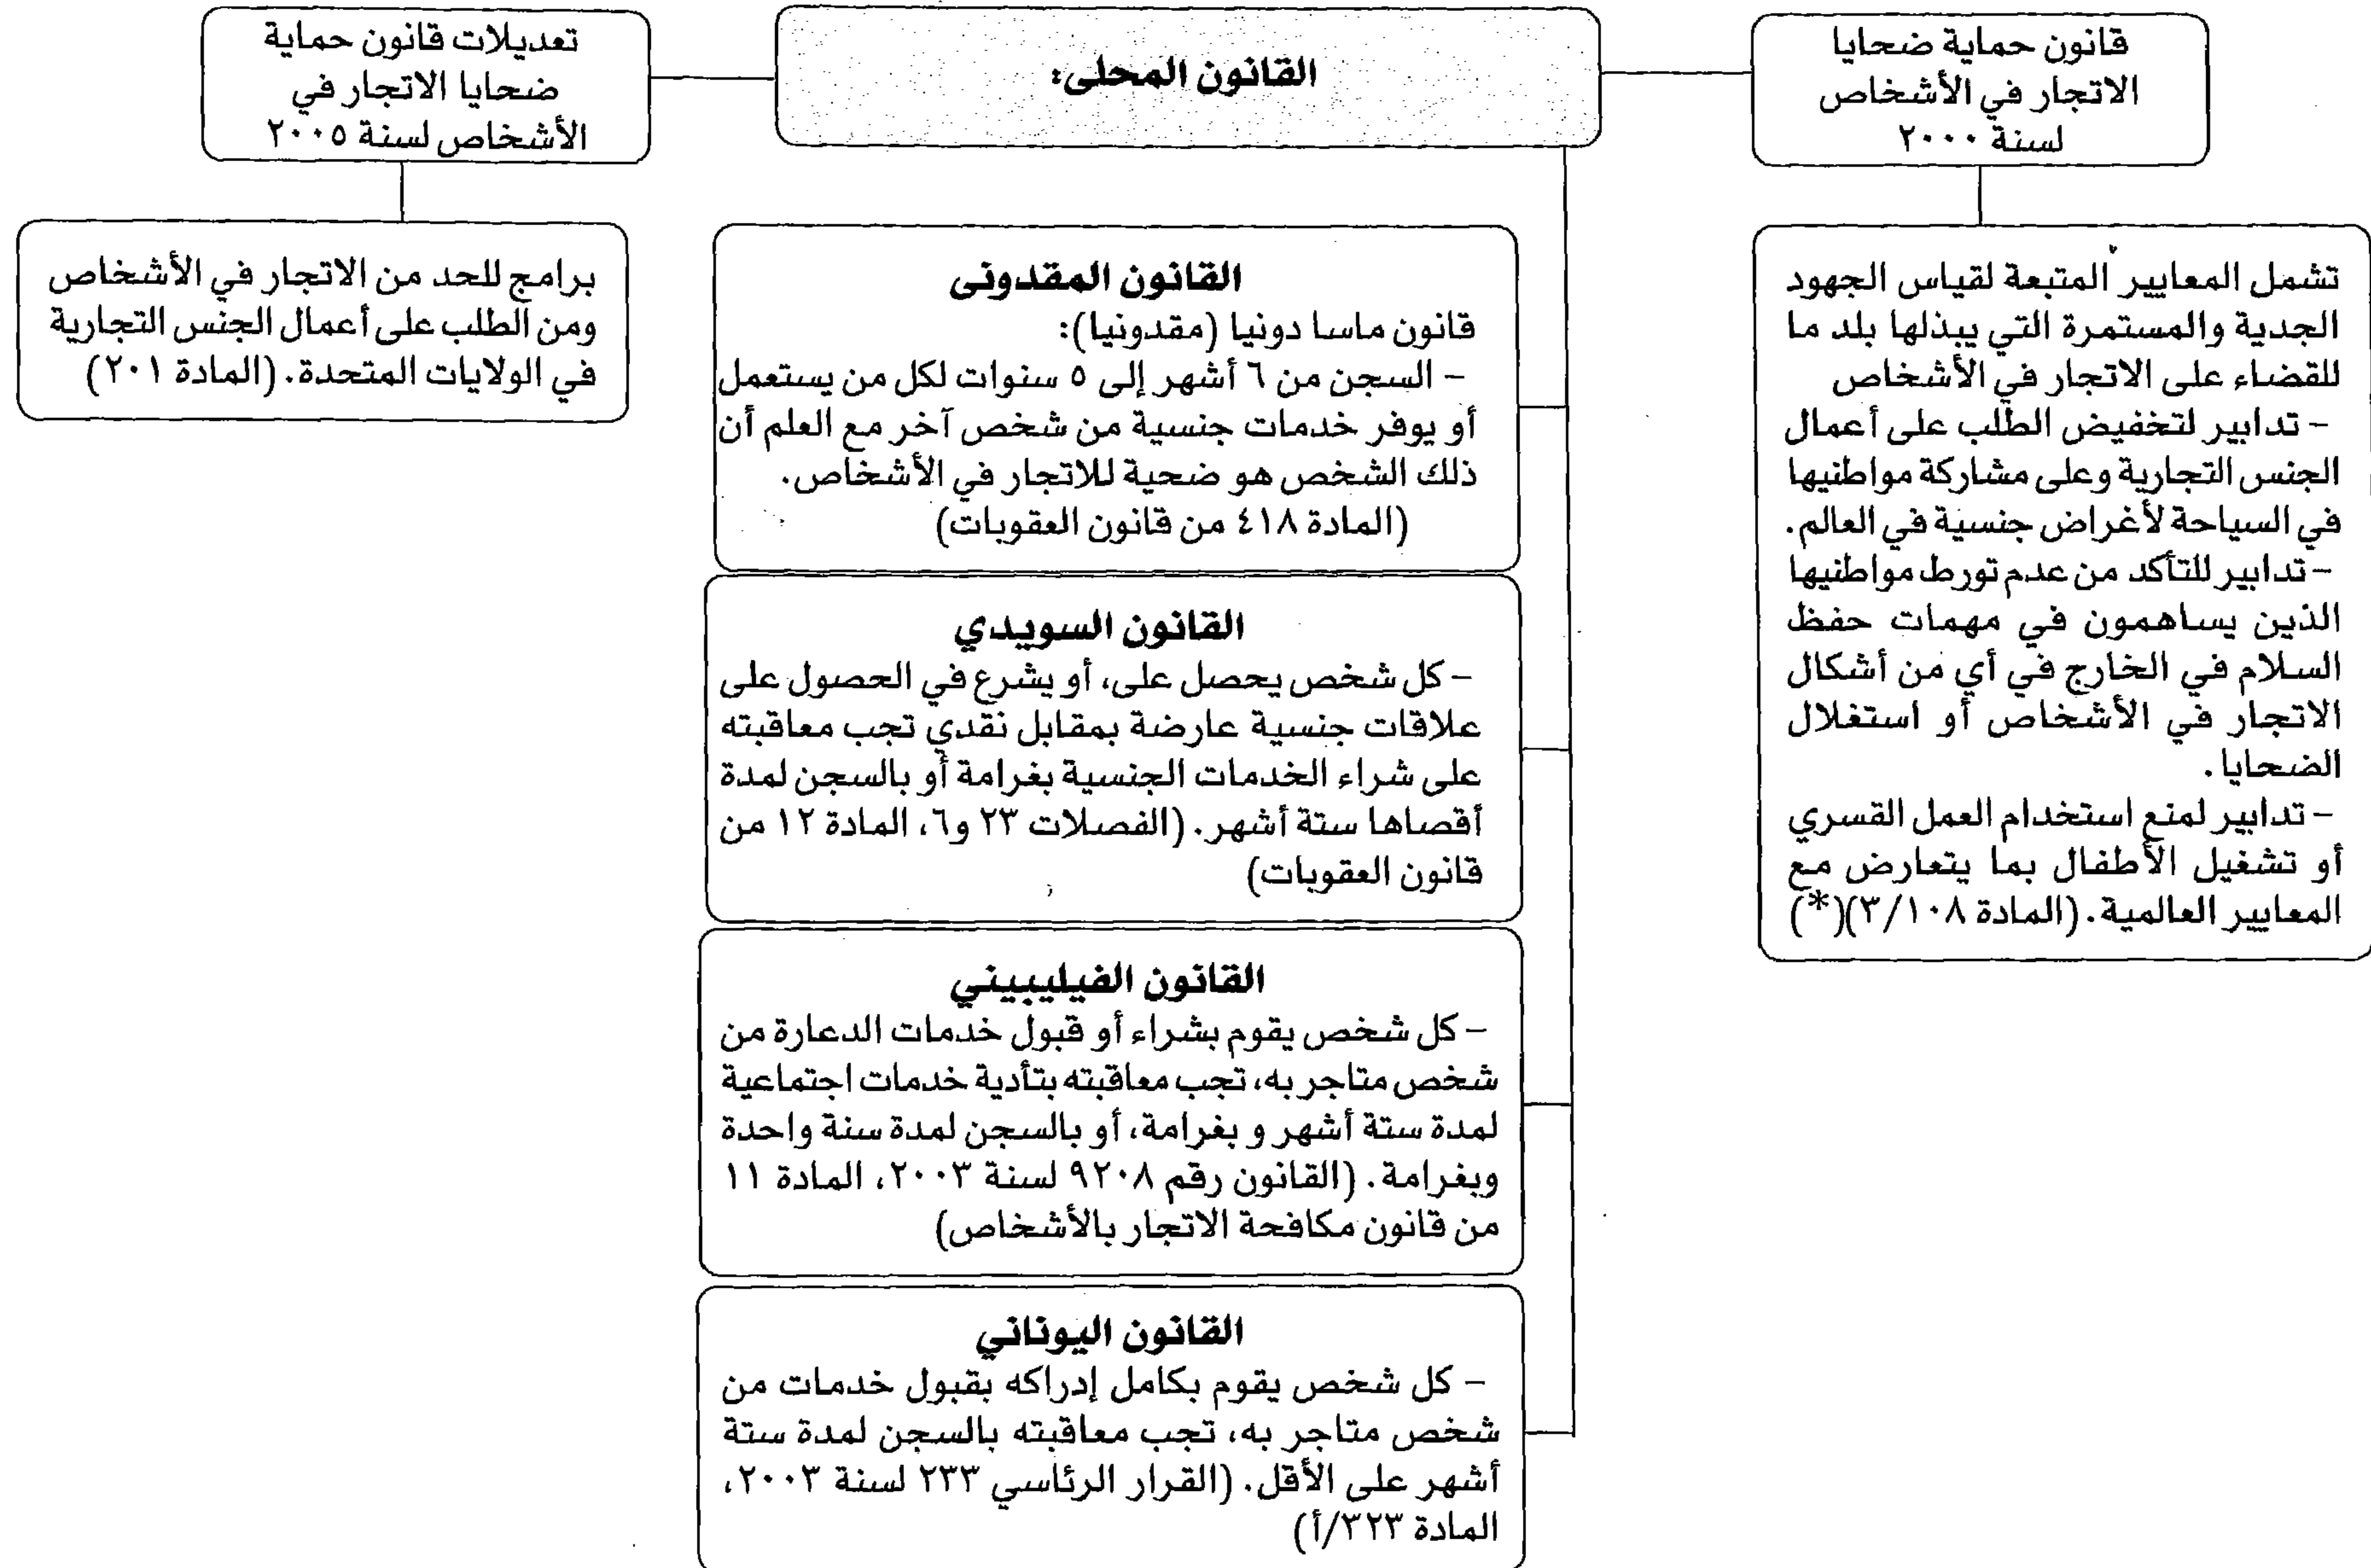 قانون حماية ضحايا
الاتجار في الأشخاص
لسنة ٢٠٠٠
القانون المحلى:
تعديلات قانون حماية
ضحايا الاتجار في
الأشخاص لسنة ٢٠٠٥
تشمل المعايير المتبعة لقياس الجهود
الجدية والمستمرة التي يبذلها بلد ما
للقضاء على الاتجار في الأشخاص
- تدابير لتخفيض الطلب على أعمال
الجنس التجارية وعلى مشاركة مواطنيها
في السياحة لأغراض جنسية في العالم.
- تدابير للتأكد من عدم تورط مواطنيها
الذين يساهمون في مهمات حفظ
السلام في الخارج في أي من أشكال
الاتجار في الأشخاص أو استغلال
الضحايا.
- تدابير لمنع استخدام العمل القسري
أو تشغيل الأطفال بما يتعارض مع
المعايير العالمية. (المادة ٣/١٠٨)(*)
القانون المقدونى
قانون ماسا دونيا (مقدونيا):
- السجن من ٦ أشهر إلى ٥ سنوات لكل من يستعمل
أو يوفر خدمات جنسية من شخص آخر مع العلم أن
ذلك الشخص هو ضحية للاتجار في الأشخاص.
(المادة ٤١٨ من قانون العقوبات)
القانون السويدي
- كل شخص يحصل على، أو يشرع في الحصول على
علاقات جنسية عارضة بمقابل نقدي تجب معاقبته
على شراء الخدمات الجنسية بغرامة أو بالسجن لمدة
أقصاها ستة أشهر. (الفصلات ٢٣ و٦، المادة ١٢ من
قانون العقوبات)
القانون الفيليبيني
- كل شخص يقوم بشراء أو قبول خدمات الدعارة من
شخص متاجر به، تجب معاقبته بتأدية خدمات اجتماعية
لمدة ستة أشهر و بغرامة، أو بالسجن لمدة سنة واحدة
وبغرامة. (القانون رقم ٩٢٠٨ لسنة ٢٠٠٣، المادة ١١
من قانون مكافحة الاتجار بالأشخاص)
القانون اليوناني
- كل شخص يقوم بكامل إدراكه بقبول خدمات من
شخص متاجر به، تجب معاقبته بالسجن لمدة ستة
أشهر على الأقل. (القرار الرئاسي ٢٣٣ لسنة ٢٠٠٣،
المادة ٣٢٣/أ)
برامج للحد من الاتجار في الأشخاص
ومن الطلب على أعمال الجنس التجارية
في الولايات المتحدة. (المادة ٢٠١)